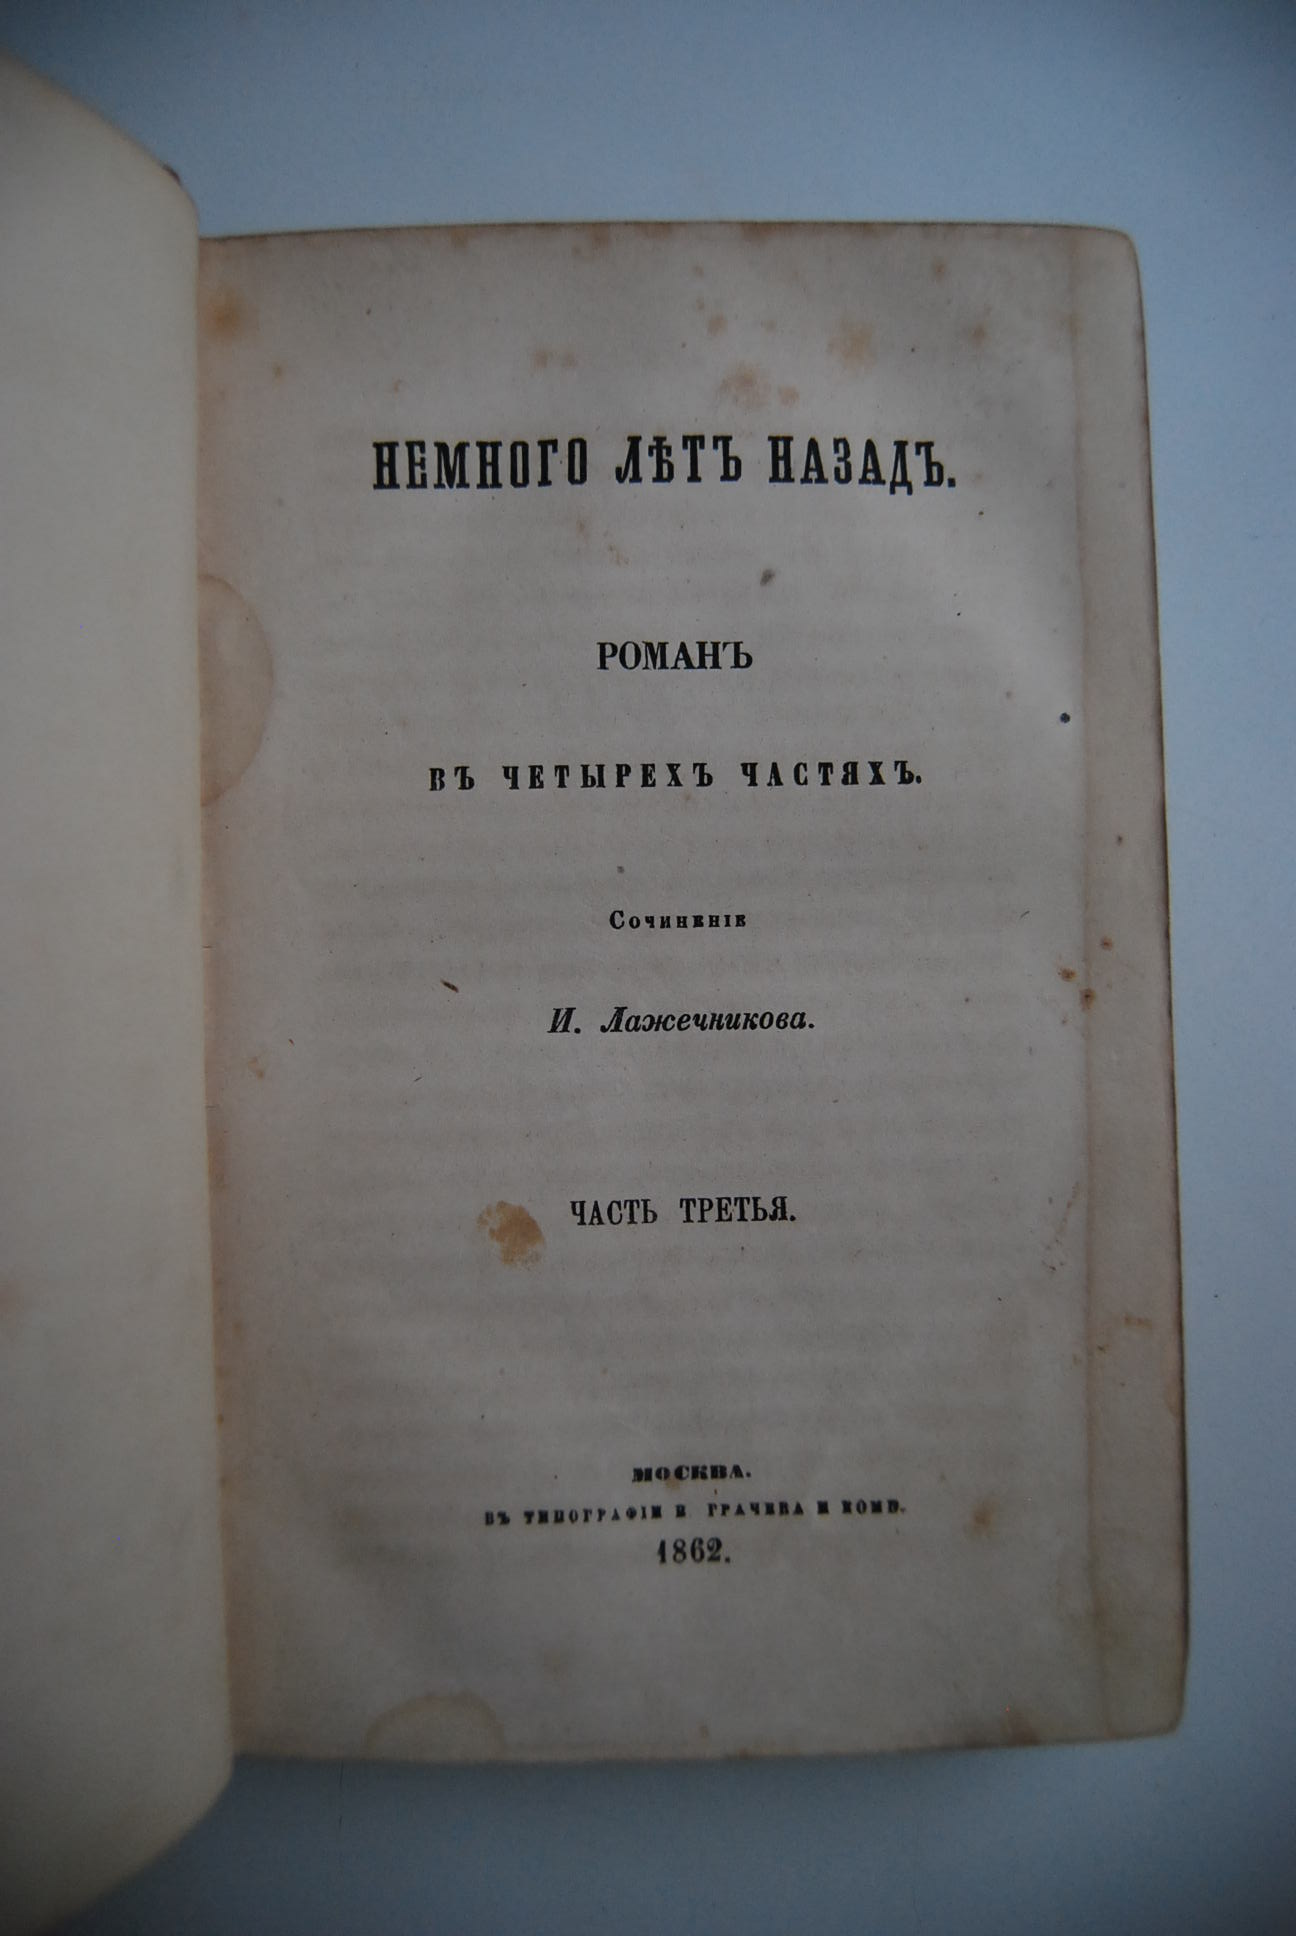 НЕМНОГО ЛѢТЪ НАЗАДЪ.
РОМАНЪ
ВЪ ЧЕТЫРЕХЪ ЧАСТЯХЪ.
Сочиненіе
И. Лажечникова.
ЧАСТЬ ТРЕТЬЯ.
МОСКВА.
ВЪ ТИПОГРАФІИ В. ГРАЧЕВА И КОМП.
1862.